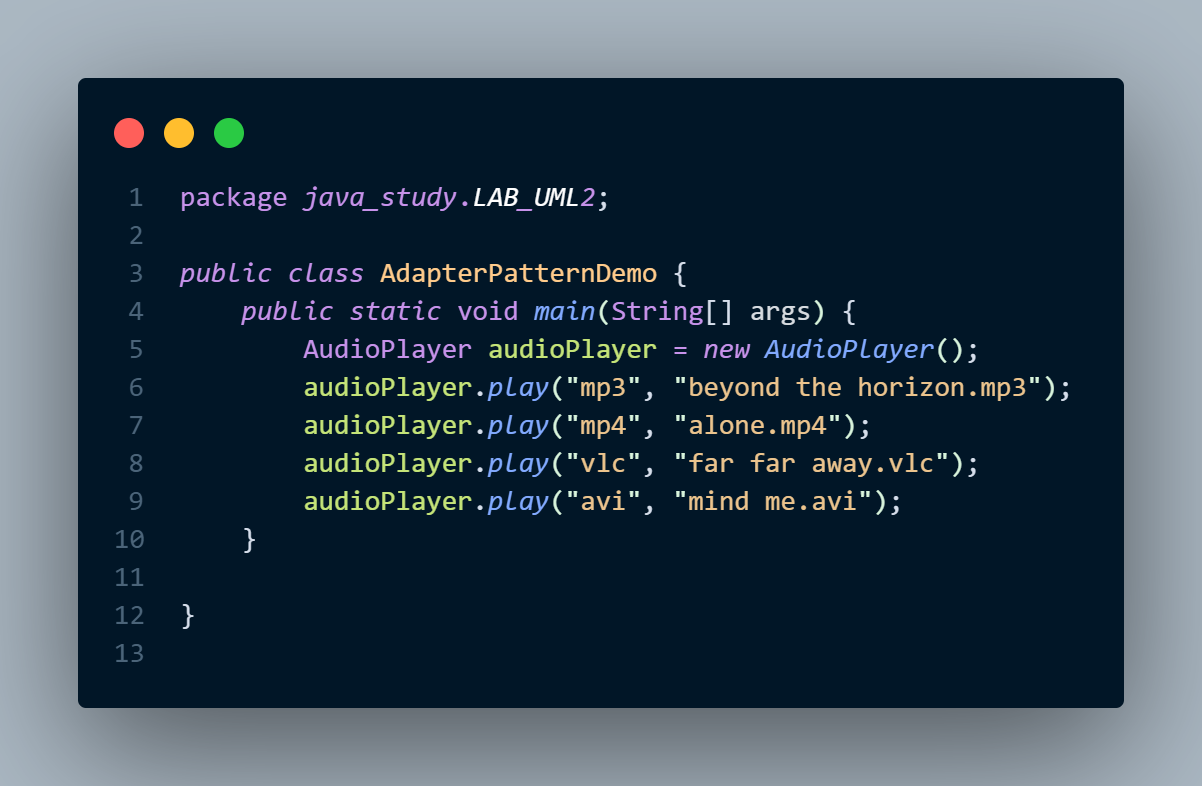 1 package java_study.LAB_UML2;
2
3 public class AdapterPatternDemo {
4     public static void main(String[] args) {
5         AudioPlayer audioPlayer = new AudioPlayer();
6         audioPlayer.play("mp3", "beyond the horizon.mp3");
7         audioPlayer.play("mp4", "alone.mp4");
8         audioPlayer.play("vlc", "far far away.vlc");
9         audioPlayer.play("avi", "mind me.avi");
10     }
11
12 }
13